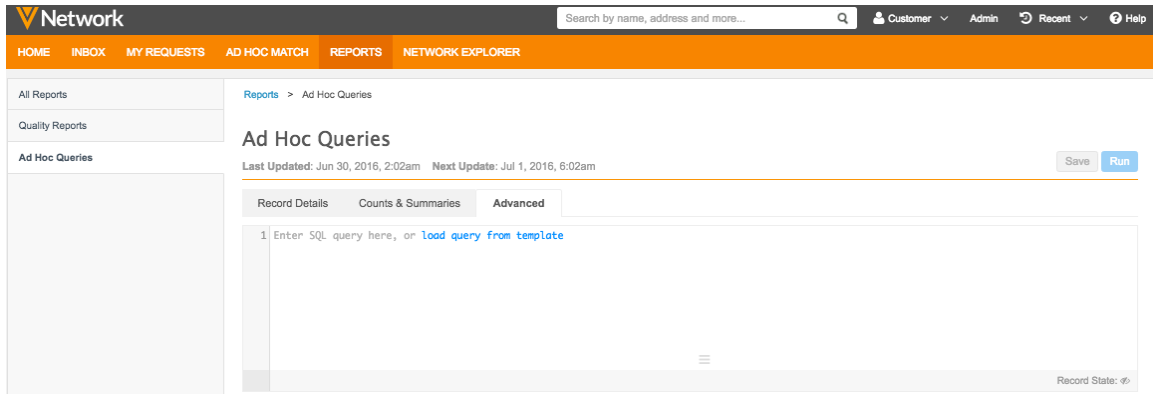 Network
Search by name, address and more...
Customer
Admin
Recent
Help
HOME INBOX MY REQUESTS AD HOC MATCH REPORTS NETWORK EXPLORER
All Reports
Quality Reports
Ad Hoc Queries
Reports > Ad Hoc Queries
Ad Hoc Queries
Last Updated: Jun 30, 2016, 2:02am Next Update: Jul 1, 2016, 6:02am
Save Run
Record Details Counts & Summaries Advanced
1 Enter SQL query here, or load query from template
Record State: